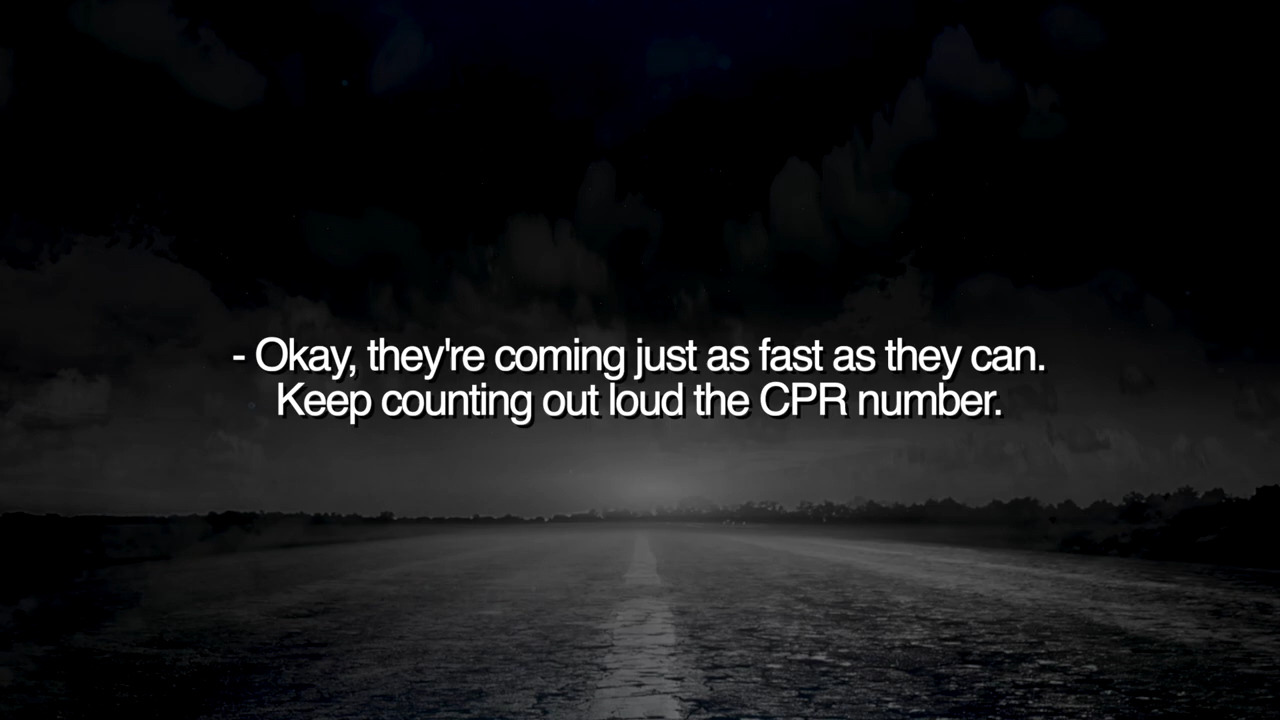 - Okay, they're coming just as fast as they can.
Keep counting out loud the CPR number.